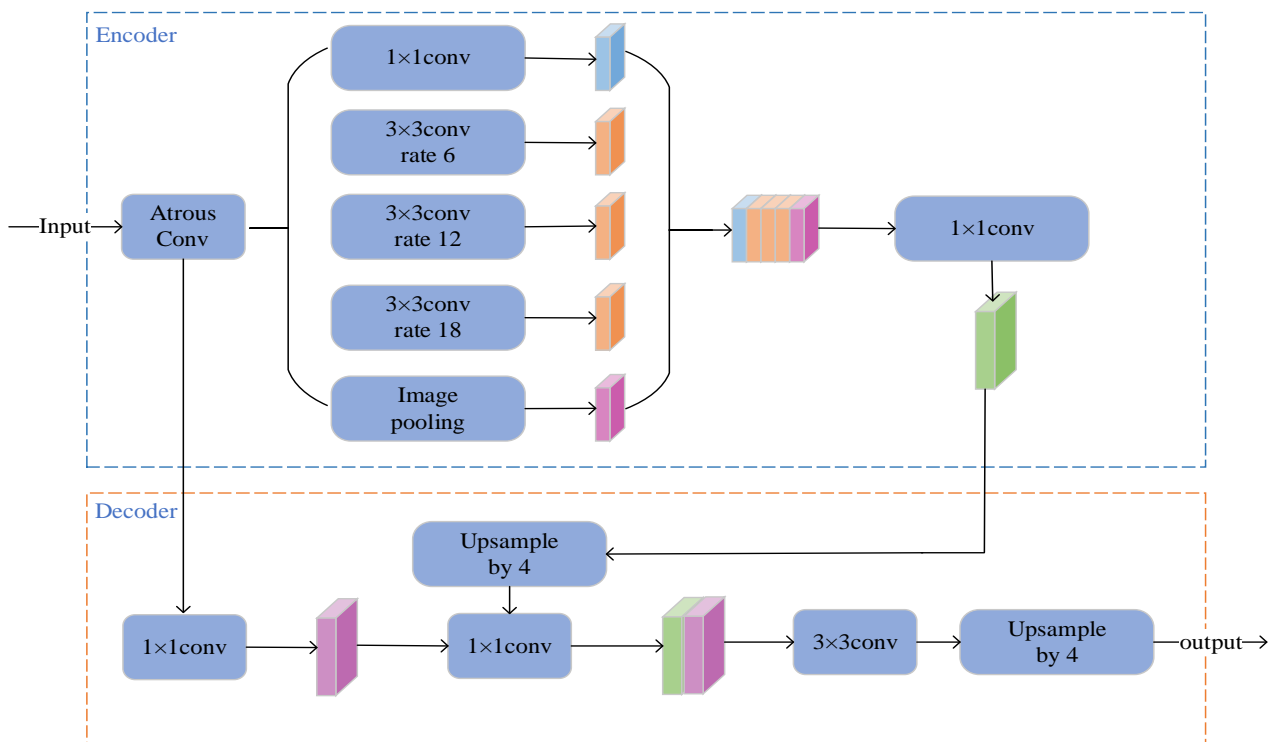 Encoder
1×1conv
3×3conv
rate 6
Input
Atrous
Conv
3×3conv
rate 12
1×1conv
3×3conv
rate 18
Image
pooling
Decoder
Upsample
by 4
1×1conv
1×1conv
3×3conv
Upsample
by 4
output